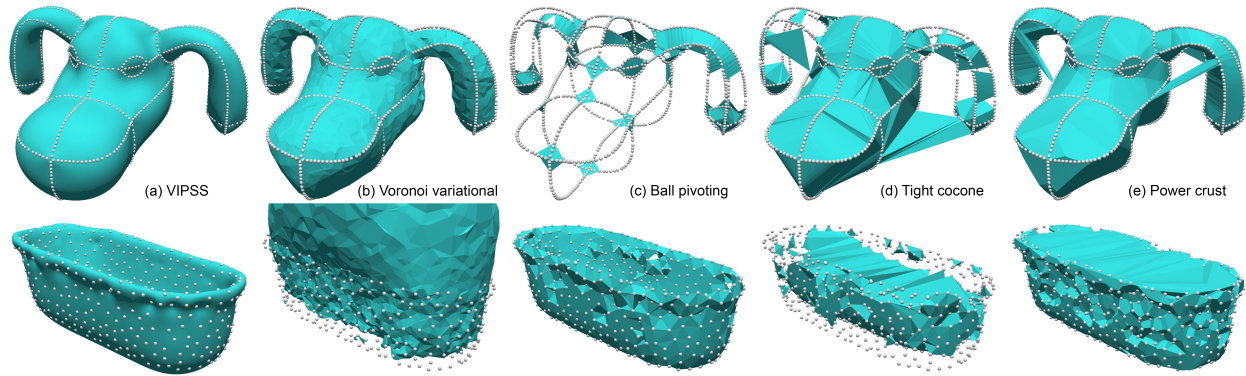 (a) VIPSS
(b) Voronoi variational
(c) Ball pivoting
(d) Tight cocone
(e) Power crust